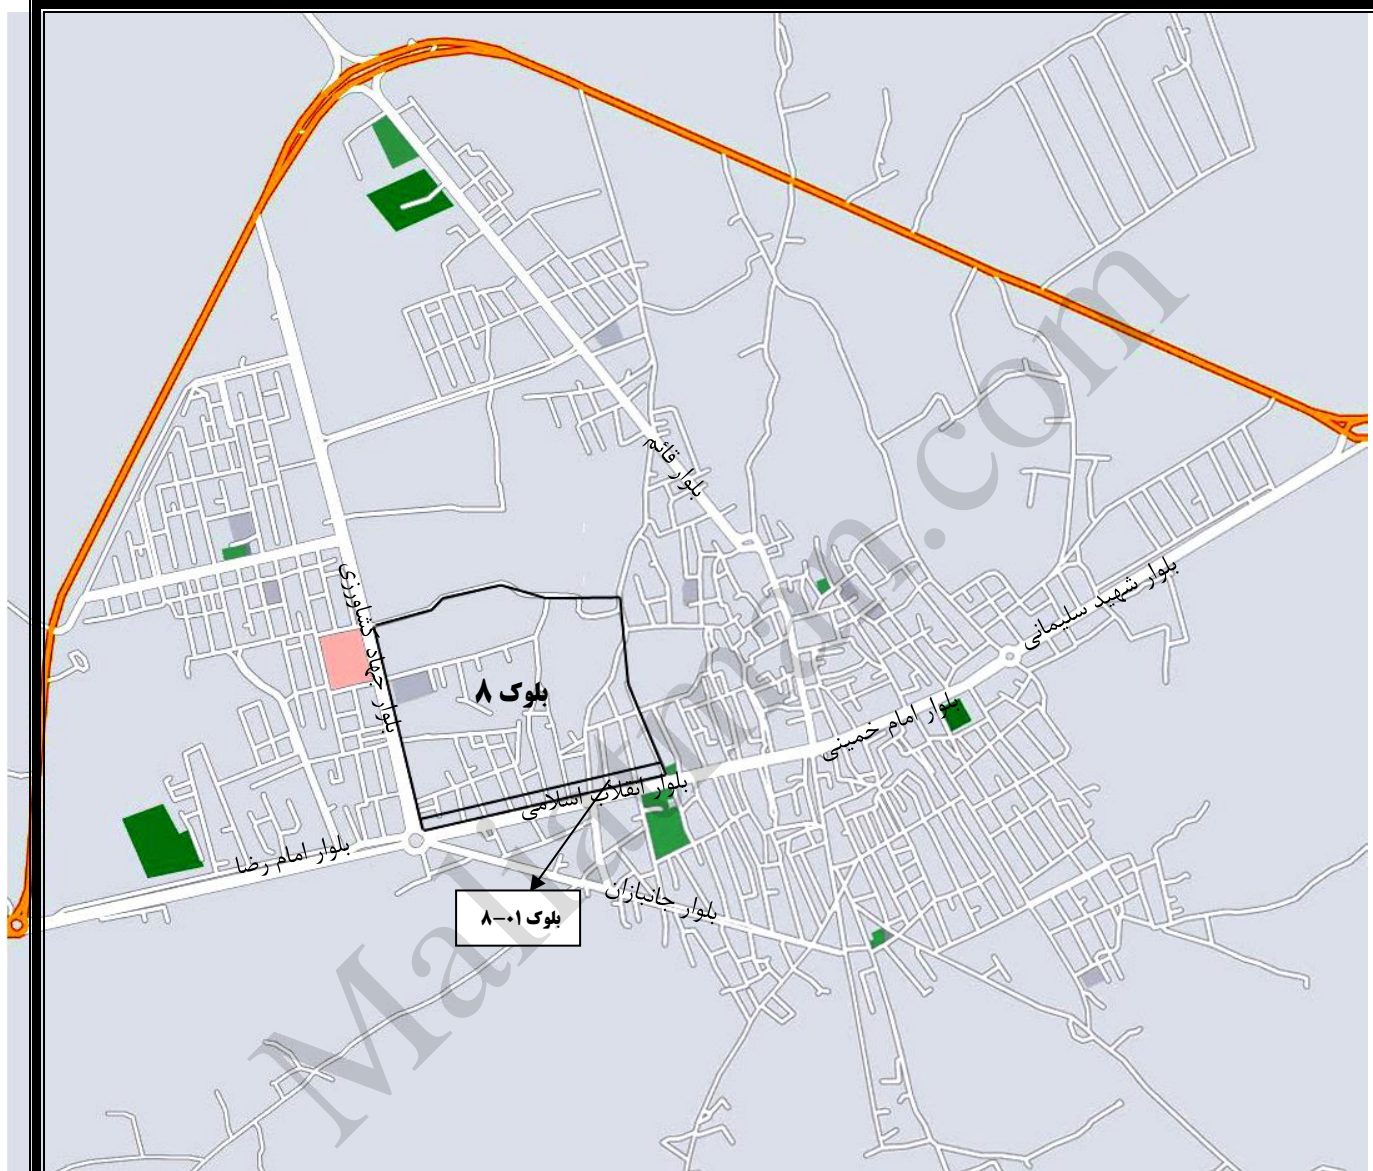 بلوار قائم
بلوار جهاد کشاورزی
بلوار شهید سلیمانی
بلوک ۸
بلوار امام خمینی
بلوار انقلاب اسلامی
بلوار امام رضا
بلوار جانبازان
بلوک ۰۱-۸
Maliatman.com